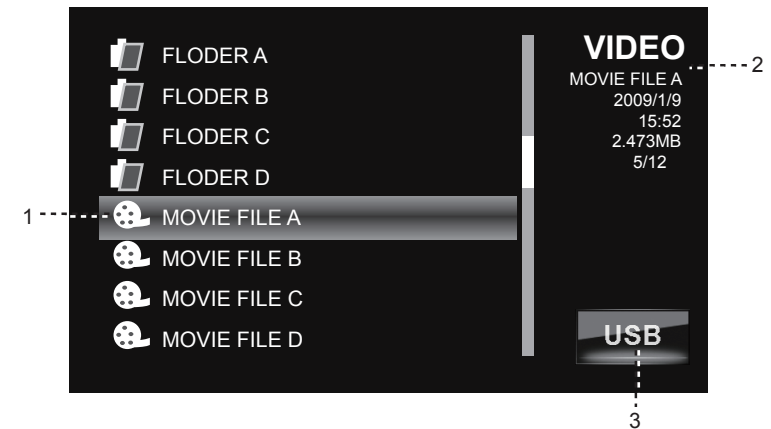 FLODER A
FLODER B
FLODER C
FLODER D
MOVIE FILE A
MOVIE FILE B
MOVIE FILE C
MOVIE FILE D
VIDEO
MOVIE FILE A
2009/1/9
15:52
2.473MB
5/12
USB
1
2
3